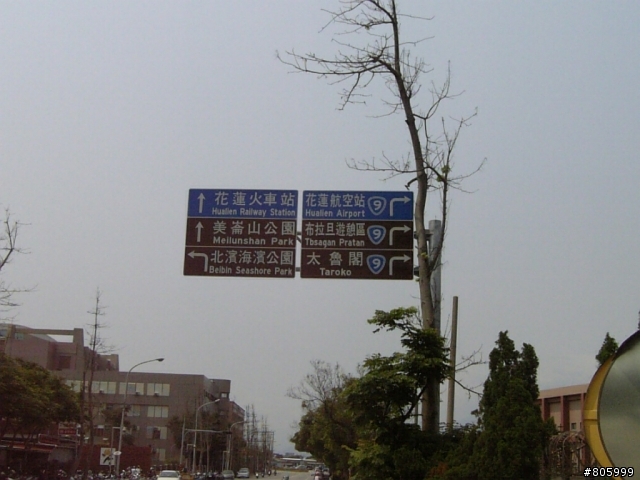 花蓮火車站
Hualien Railway Station
美崙山公園
Meilunshan Park
北濱海濱公園
Beibin Seashore Park
花蓮航空站
Hualien Airport
9
布拉旦遊憩區
Tbsagan Pratan
9
太魯閣
Taroko
9
#805999